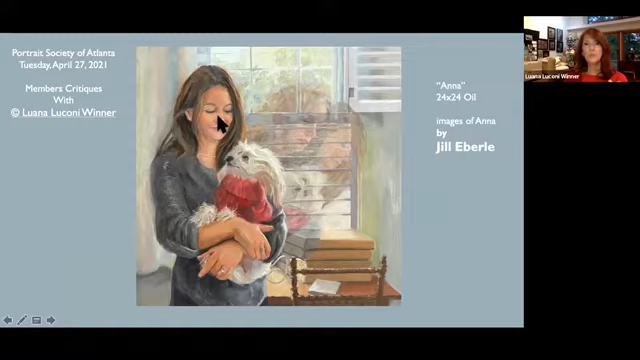 Portrait Society of Atlanta
Tuesday, April 27, 2021
Members Critiques
With
© Luana Luconi Winner
"Anna"
24x24 Oil
images of Anna
by
Jill Eberle
Luana Luconi Winner